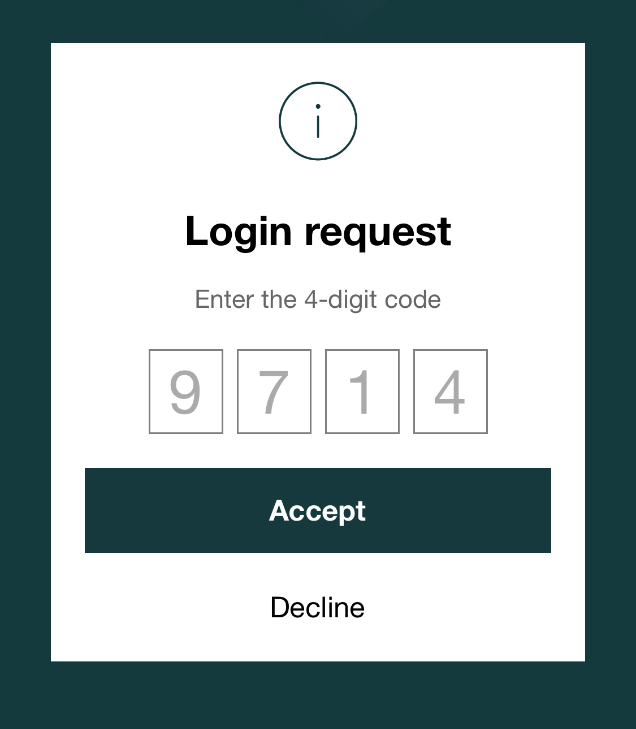 Login request
Enter the 4-digit code
9 7 1 4
Accept
Decline